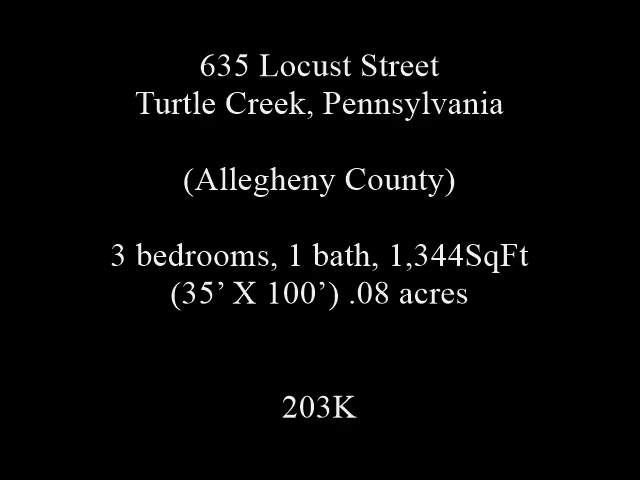 635 Locust Street
Turtle Creek, Pennsylvania
(Allegheny County)
3 bedrooms, 1 bath, 1,344SqFt
(35’ X 100’) .08 acres
203K